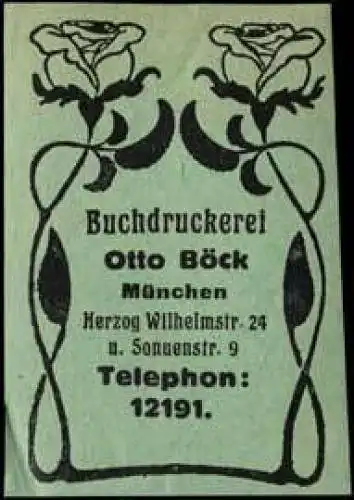 Buchdruckerei
Otto Böck
München
Herzog Wilhelmstr. 24
u. Sonnenstr. 9
Telephon:
12191.